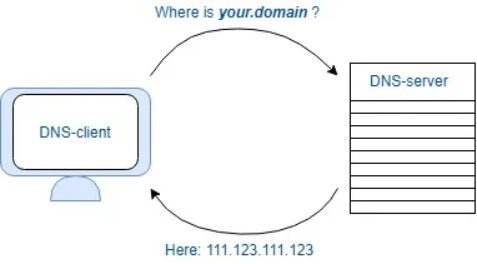 Where is your.domain ?
DNS-server
DNS-client
Here: 111.123.111.123